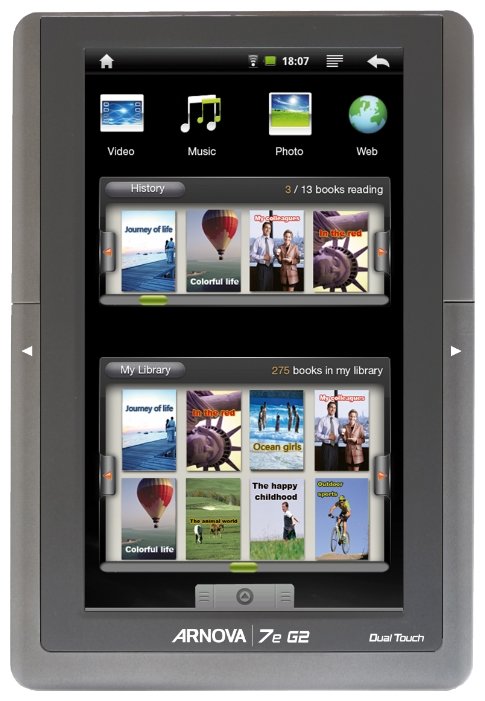 18:07
Video Music Photo Web
History 3 / 13 books reading
Journey of life
Colorful life
My colleagues
In the red
My Library 275 books in my library
Journey of life
In the red
Ocean girls
My colleagues
Colorful life
The animal world
The happy
childhood
Outdoor
sports
ARNOVA 7e G2 Dual Touch